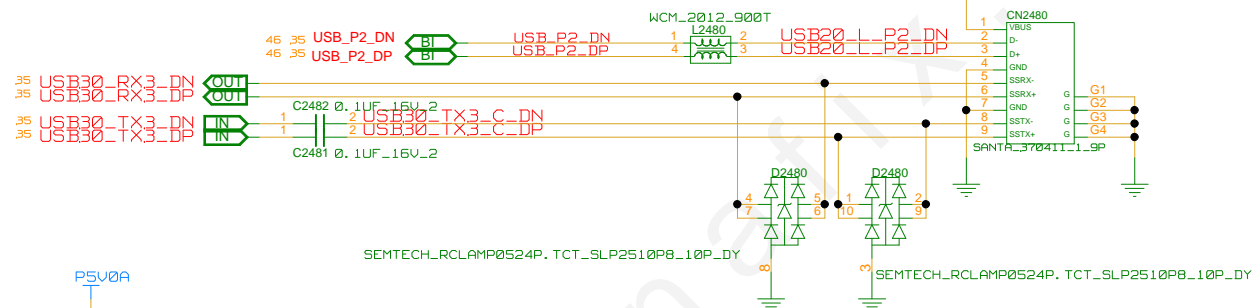 CN2480
WCM_2012_900T
L2480
VBUS
1
46 35 USB_P2_DN BI USB_P2_DN 1 2 USB20_L_P2_DN 2 D-
46 35 USB_P2_DP BI USB_P2_DP 4 3 USB20_L_P2_DP 3 D+
4 GND
35 USB30_RX3_DN OUT 5 SSRX-
35 USB30_RX3_DP OUT 6 SSRX+ G G1
C2482 0.1UF_16V_2 7 GND G G2
35 USB30_TX3_DN IN 1 2 USB30_TX3_C_DN 8 SSTX- G G3
35 USB30_TX3_DP IN 1 2 USB30_TX3_C_DP 9 SSTX+ G G4
C2481 0.1UF_16V_2
SANTA_370411_1_9P
D2480 D2480
4 5 1 2
7 6 10 9
SEMTECH_RCLAMP0524P.TCT_SLP2510P8_10P_DY
8 3
SEMTECH_RCLAMP0524P.TCT_SLP2510P8_10P_DY
P5V0A